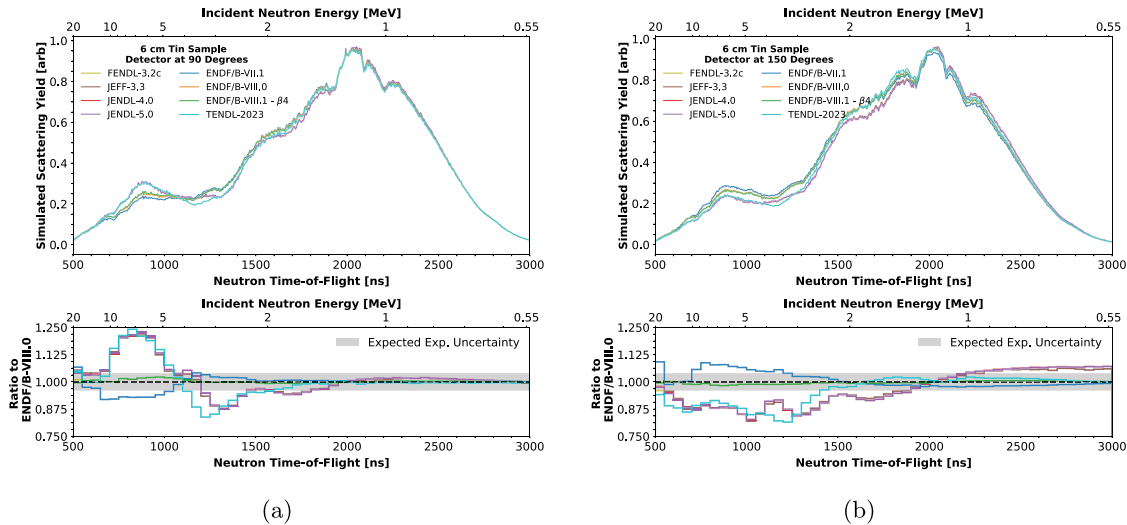 Incident Neutron Energy [MeV]
20 10 5 2 1 0.55
Simulated Scattering Yield [arb]
1.0
0.8
0.6
0.4
0.2
0.0
6 cm Tin Sample
Detector at 90 Degrees
FENDL-3.2c ENDF/B-VII.1
JEFF-3.3 ENDF/B-VIII.0
JENDL-4.0 ENDF/B-VIII.1 - β4
JENDL-5.0 TENDL-2023
500 1000 1500 2000 2500 3000
Neutron Time-of-Flight [ns]
Incident Neutron Energy [MeV]
20 10 5 2 1 0.55
Ratio to
ENDF/B-VIII.0
1.250
1.125
1.000
0.875
0.750
Expected Exp. Uncertainty
500 1000 1500 2000 2500 3000
Neutron Time-of-Flight [ns]
(a)
Incident Neutron Energy [MeV]
20 10 5 2 1 0.55
Simulated Scattering Yield [arb]
1.0
0.8
0.6
0.4
0.2
0.0
6 cm Tin Sample
Detector at 150 Degrees
FENDL-3.2c ENDF/B-VII.1
JEFF-3.3 ENDF/B-VIII.0
JENDL-4.0 ENDF/B-VIII.1 - β4
JENDL-5.0 TENDL-2023
500 1000 1500 2000 2500 3000
Neutron Time-of-Flight [ns]
Incident Neutron Energy [MeV]
20 10 5 2 1 0.55
Ratio to
ENDF/B-VIII.0
1.250
1.125
1.000
0.875
0.750
Expected Exp. Uncertainty
500 1000 1500 2000 2500 3000
Neutron Time-of-Flight [ns]
(b)